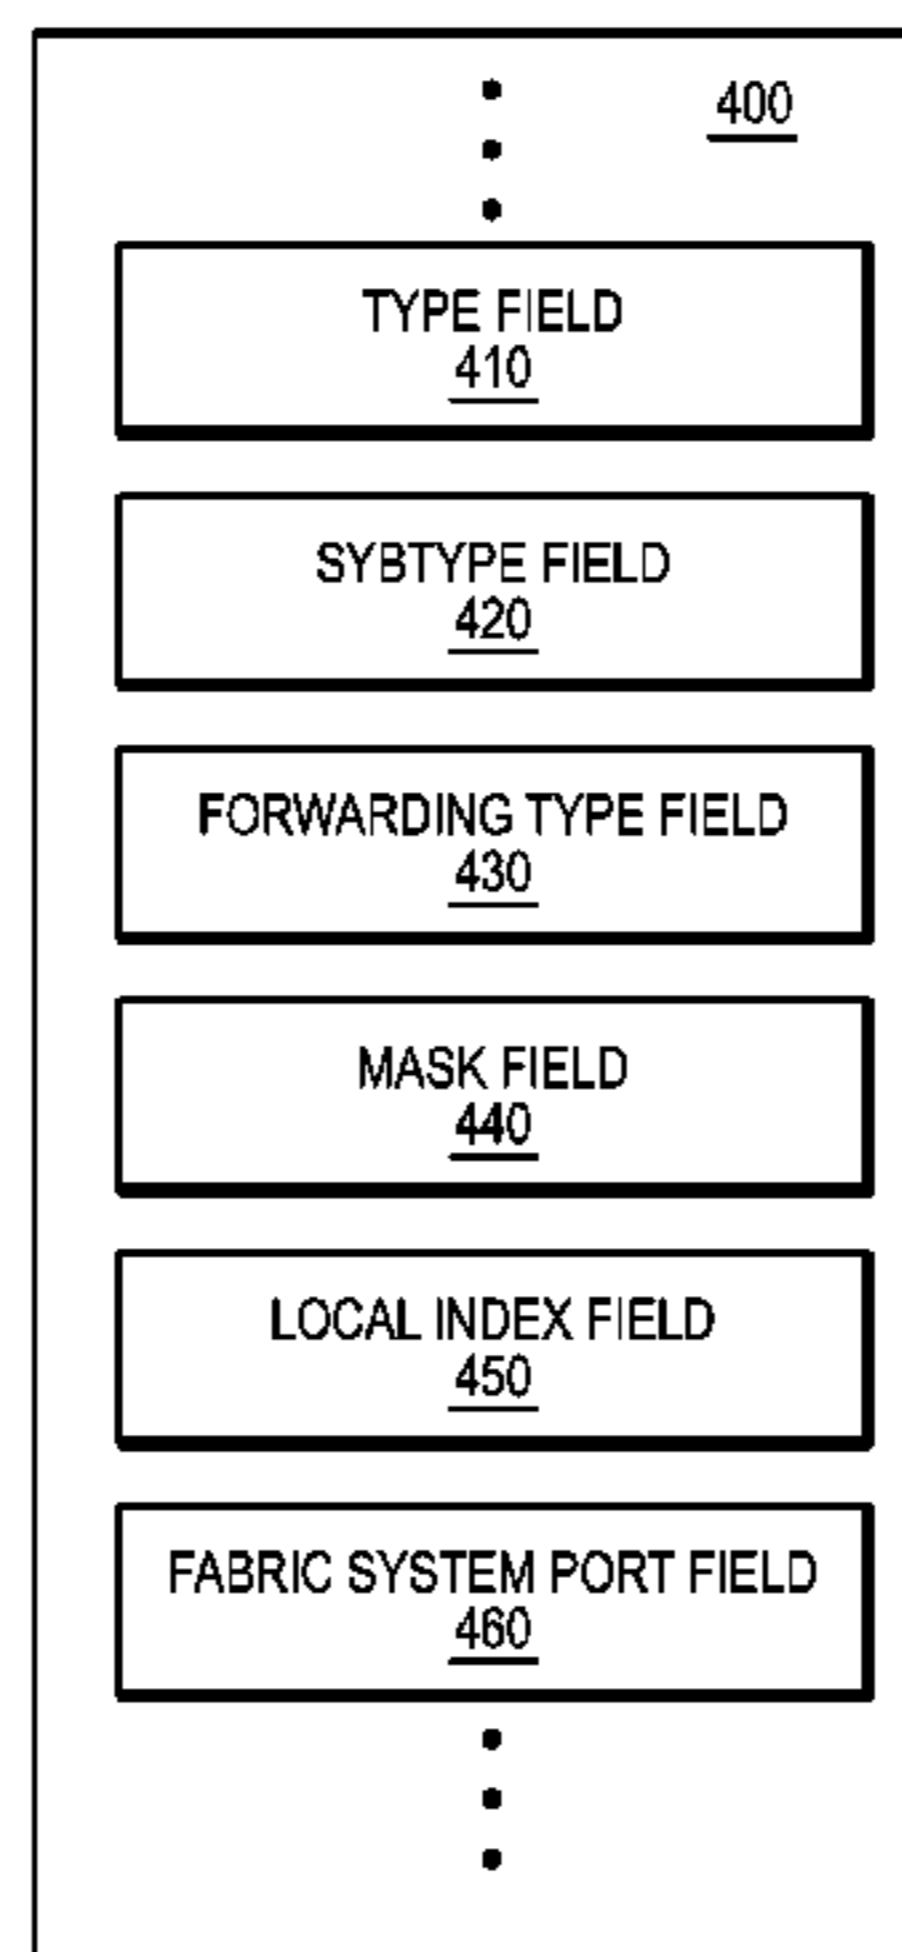 400
TYPE FIELD
410
SYBTYPE FIELD
420
FORWARDING TYPE FIELD
430
MASK FIELD
440
LOCAL INDEX FIELD
450
FABRIC SYSTEM PORT FIELD
460